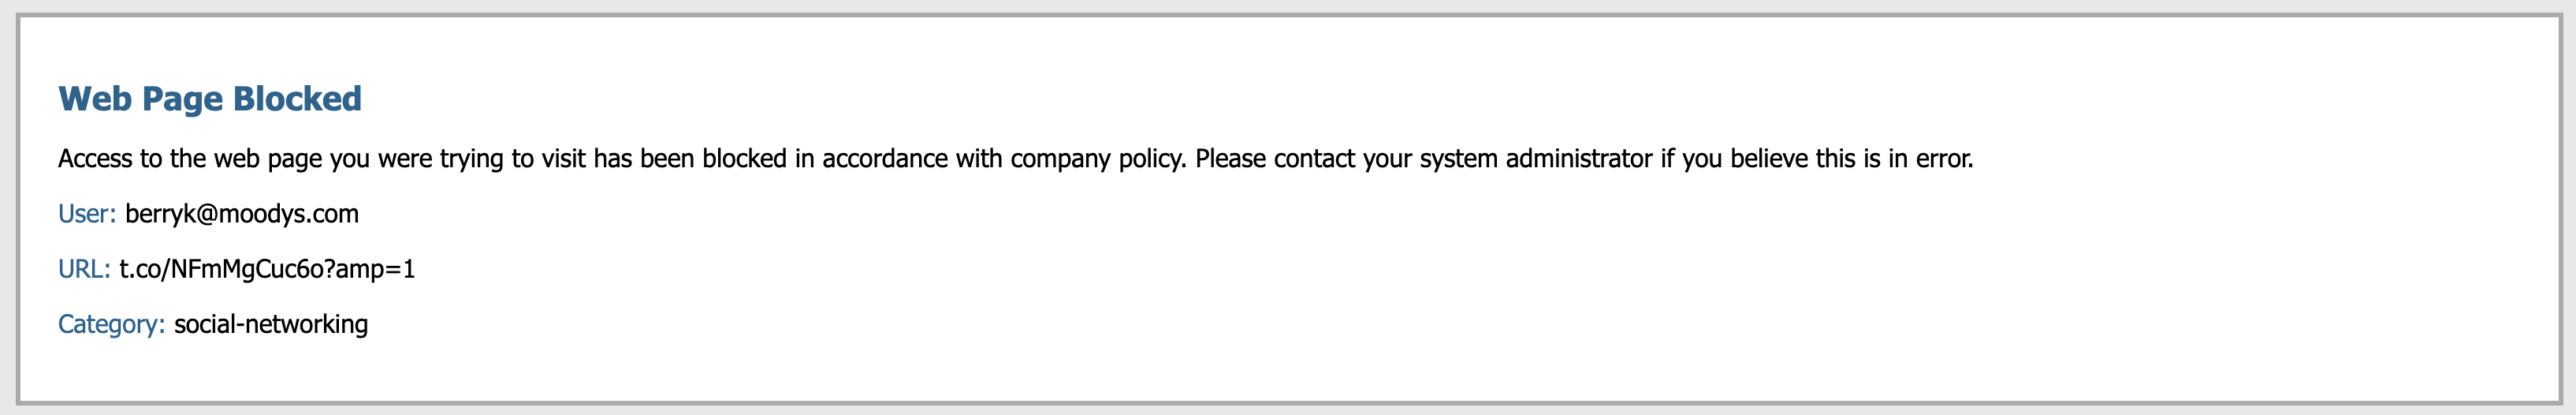 Web Page Blocked
Access to the web page you were trying to visit has been blocked in accordance with company policy. Please contact your system administrator if you believe this is in error.
User: berryk@moodys.com
URL: t.co/NFmMgCuc6o?amp=1
Category: social-networking